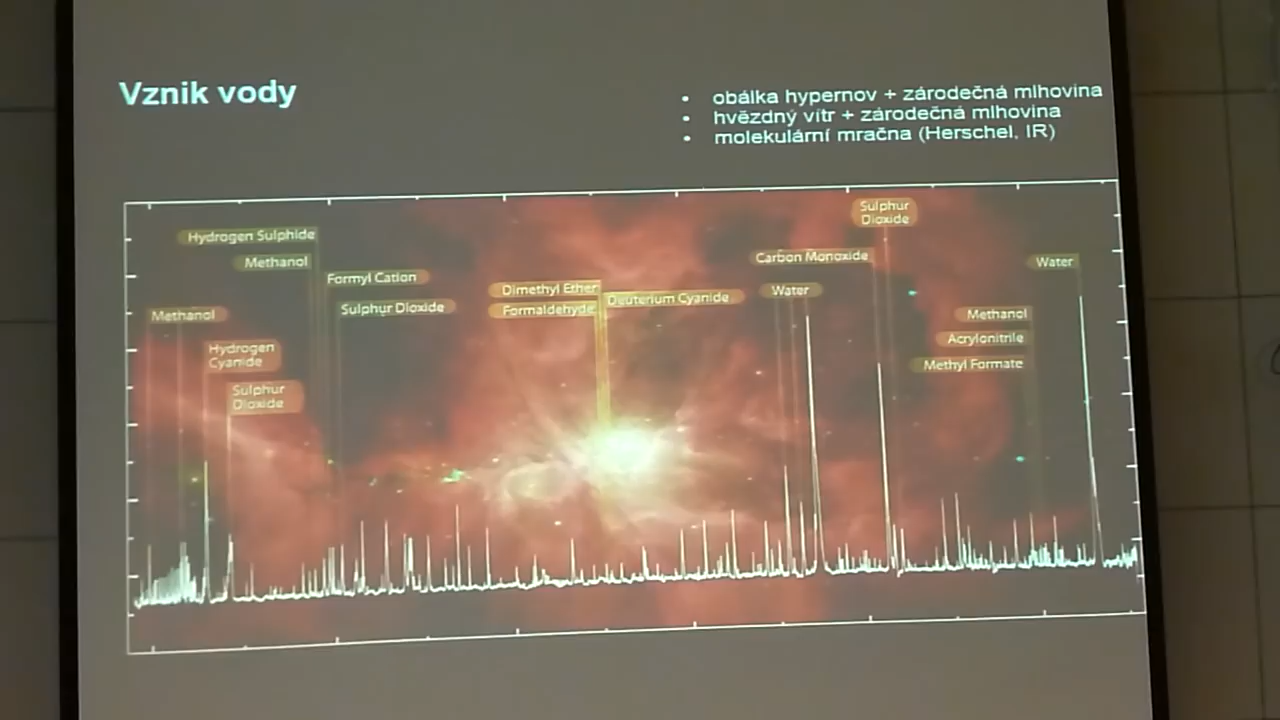 Vznik vody
• obálka hypernov + zárodečná mlhovina
• hvězdný vítr + zárodečná mlhovina
• molekulární mračna (Herschel, IR)
Sulphur
Dioxide
Hydrogen Sulphide
Methanol
Carbon Monoxide
Water
Formyl Cation
Dimethyl Ether
Water
Deuterium Cyanide
Sulphur Dioxide
Formaldehyde
Methanol
Methanol
Acrylonitrile
Hydrogen
Cyanide
Methyl Formate
Sulphur
Dioxide